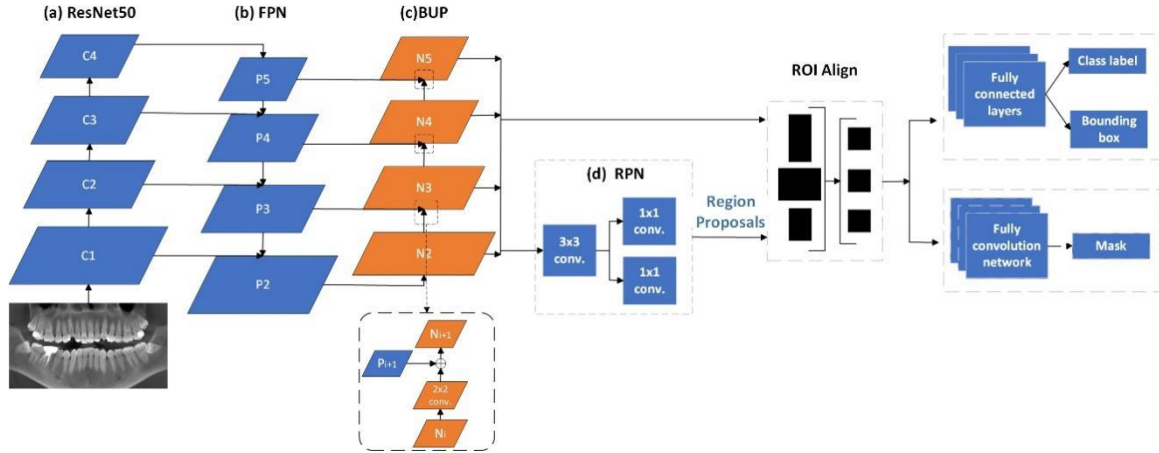 (a) ResNet50
(b) FPN
(c)BUP
C4
C3
C2
C1
P5
P4
P3
P2
N5
N4
N3
N2
Ni+1
Pi+1
2x2
conv.
Ni
(d) RPN
3x3
conv.
1x1
conv.
1x1
conv.
Region
Proposals
ROI Align
Fully
connected
layers
Class label
Bounding
box
Fully
convolution
network
Mask